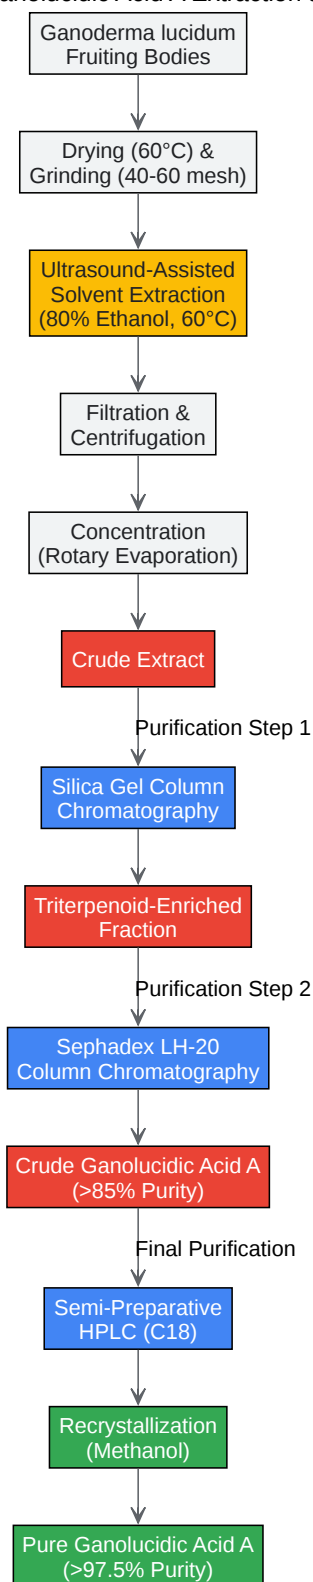 Ganoderma lucidum
Fruiting Bodies
Drying (60°C) &
Grinding (40-60 mesh)
Ultrasound-Assisted
Solvent Extraction
(80% Ethanol, 60°C)
Filtration &
Centrifugation
Concentration
(Rotary Evaporation)
Crude Extract
Purification Step 1
Silica Gel Column
Chromatography
Triterpenoid-Enriched
Fraction
Purification Step 2
Sephadex LH-20
Column Chromatography
Crude Ganolucidic Acid A
(>85% Purity)
Final Purification
Semi-Preparative
HPLC (C18)
Recrystallization
(Methanol)
Pure Ganolucidic Acid A
(>97.5% Purity)